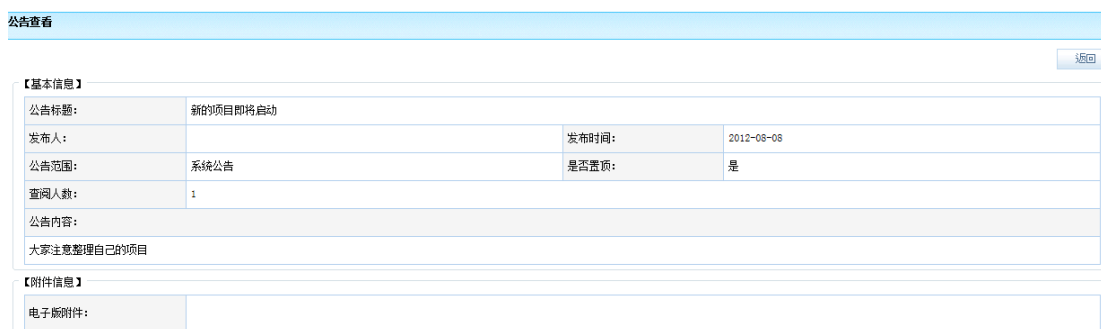 公告查看
返回
【基本信息】
公告标题: 新的项目即将启动
发布人: 发布时间: 2012-08-08
公告范围: 系统公告 是否置顶: 是
查阅人数: 1
公告内容:
大家注意整理自己的项目
【附件信息】
电子版附件: